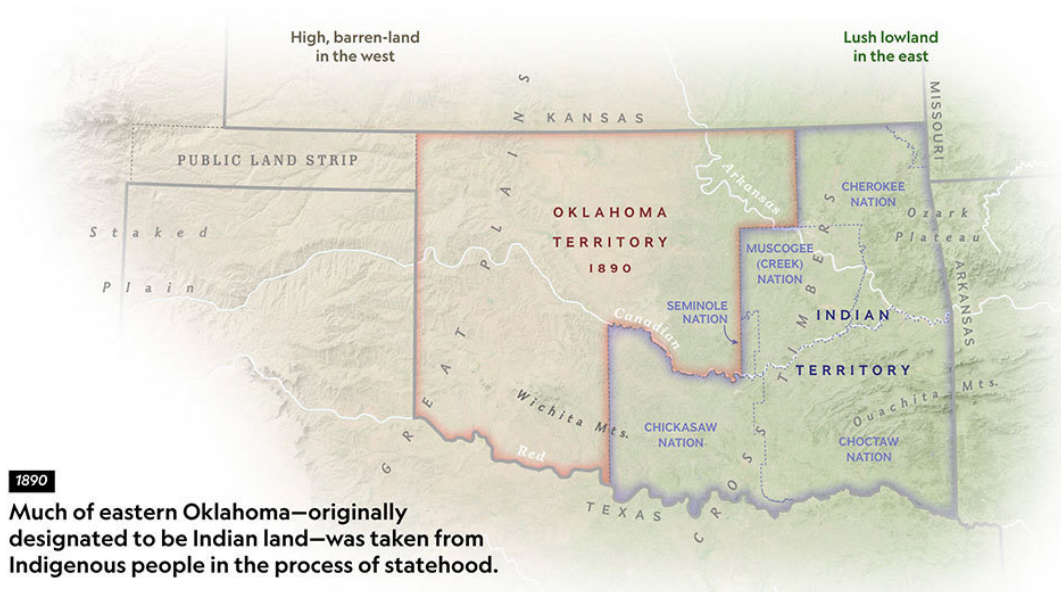 High, barren-land
in the west
Lush lowland
in the east
KANSAS
MISSOURI
PUBLIC LAND STRIP
GREAT PLAINS
Arkansas
CHEROKEE
NATION
Ozark
Plateau
OKLAHOMA
TERRITORY
1890
Staked
Plain
MUSCOGEE
(CREEK)
NATION
ARKANSAS
SEMINOLE
NATION
Canadian
INDIAN
TERRITORY
CROSS TIMBERS
Wichita Mts.
Ouachita Mts.
CHICKASAW
NATION
CHOCTAW
NATION
Red
TEXAS
1890
Much of eastern Oklahoma—originally
designated to be Indian land—was taken from
Indigenous people in the process of statehood.